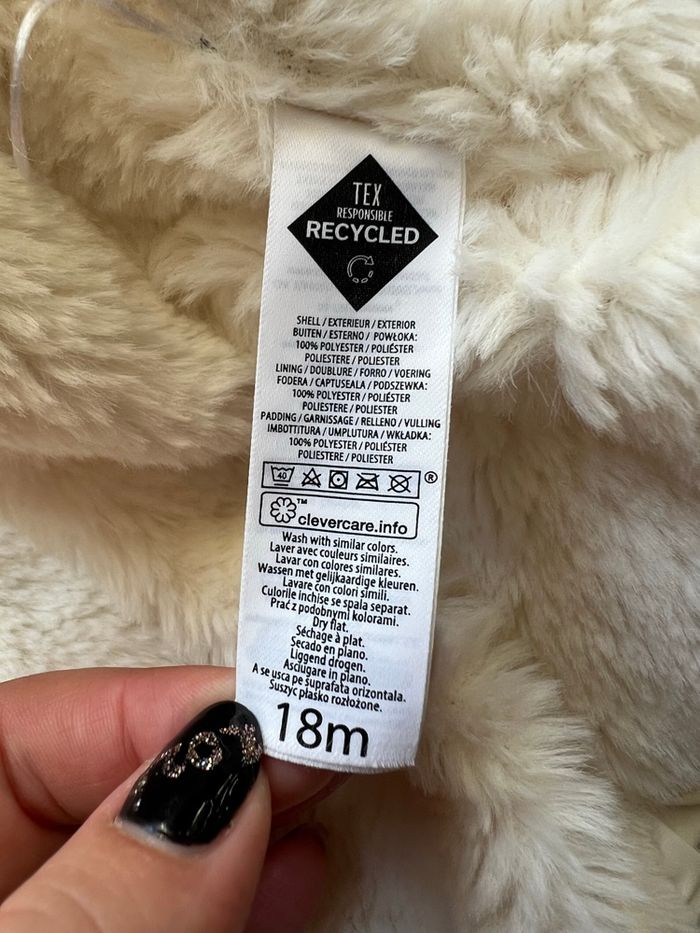 TEX
RESPONSIBLE
RECYCLED
SHELL / EXTERIEUR / EXTERIOR
BUITEN / ESTERNO / POWŁOKA:
100% POLYESTER / POLIÉSTER
POLIESTERE / POLIESTER
LINING / DOUBLURE / FORRO / VOERING
FODERA / CAPTUSEALA / PODSZEWKA:
100% POLYESTER / POLIÉSTER
POLIESTERE / POLIESTER
PADDING / GARNISSAGE / RELLENO / VULLING
IMBOTTITURA / UMPLUTURA / WKŁADKA:
100% POLYESTER / POLIÉSTER
POLIESTERE / POLIESTER
40 ®
™ clevercare.info
Wash with similar colors.
Laver avec couleurs similaires.
Lavar con colores similares.
Wassen met gelijkaardige kleuren.
Lavare con colori simili.
Culorile inchise se spala separat.
Prać z podobnymi kolorami.
Dry flat.
Séchage à plat.
Secado en plano.
Liggend drogen.
Asciugare in piano.
A se usca pe suprafata orizontala.
Suszyc płasko rozłożone.
18m